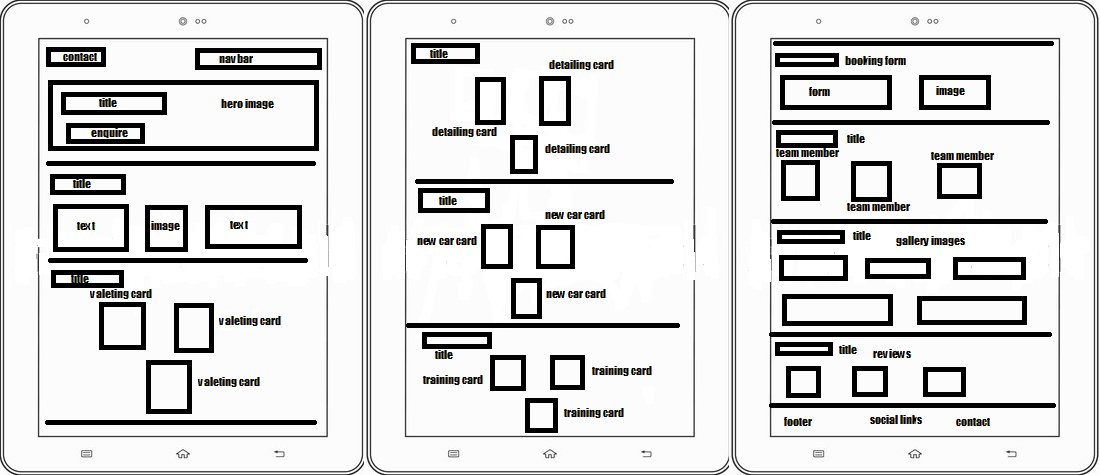 contact
nav bar
title
hero image
enquire
title
text
image
text
title
valeting card
valeting card
valeting card
title
detailing card
detailing card
detailing card
title
new car card
new car card
new car card
title
training card
training card
training card
booking form
form
image
title
team member
team member
team member
title
gallery images
title
reviews
footer
social links
contact